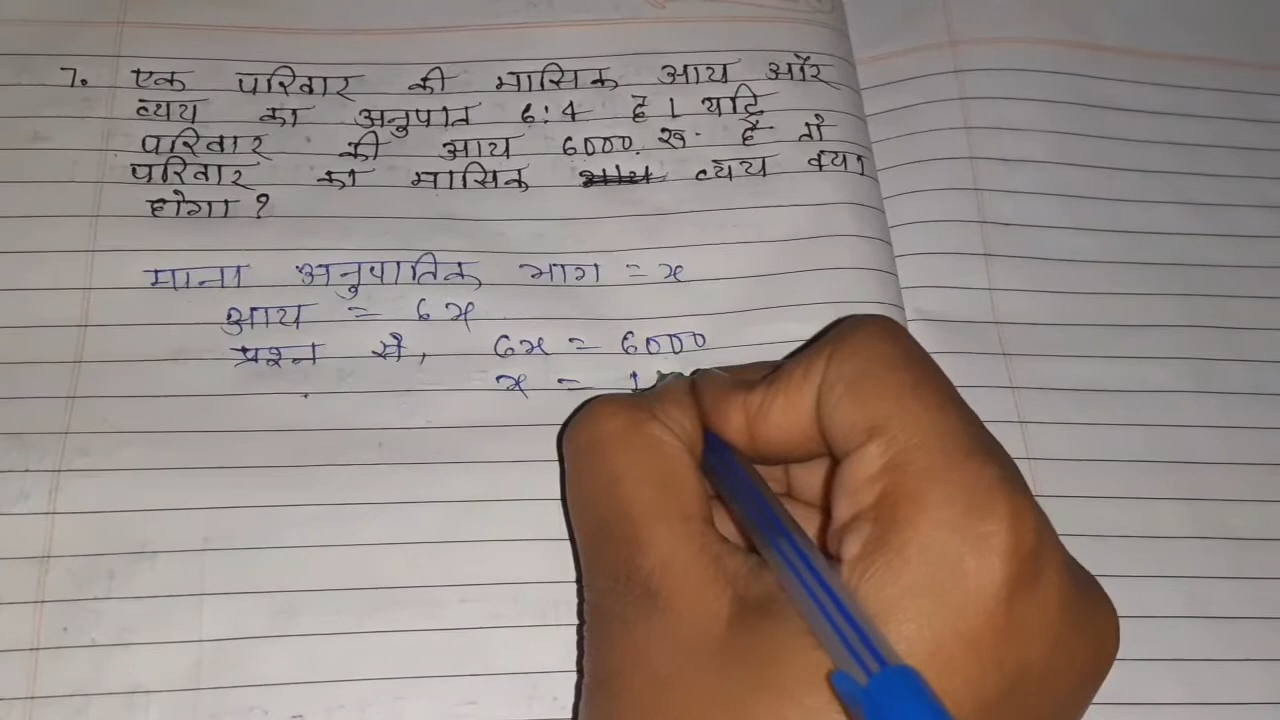 7. एक परिवार की मासिक आय और
व्यय का अनुपात 6:4 है। यदि
परिवार की आय 6000 रू. है तो
परिवार का मासिक व्यय क्या
होगा ?
माना अनुपातिक भाग = x
आय = 6x
प्रश्न से, 6x = 6000
x = 1